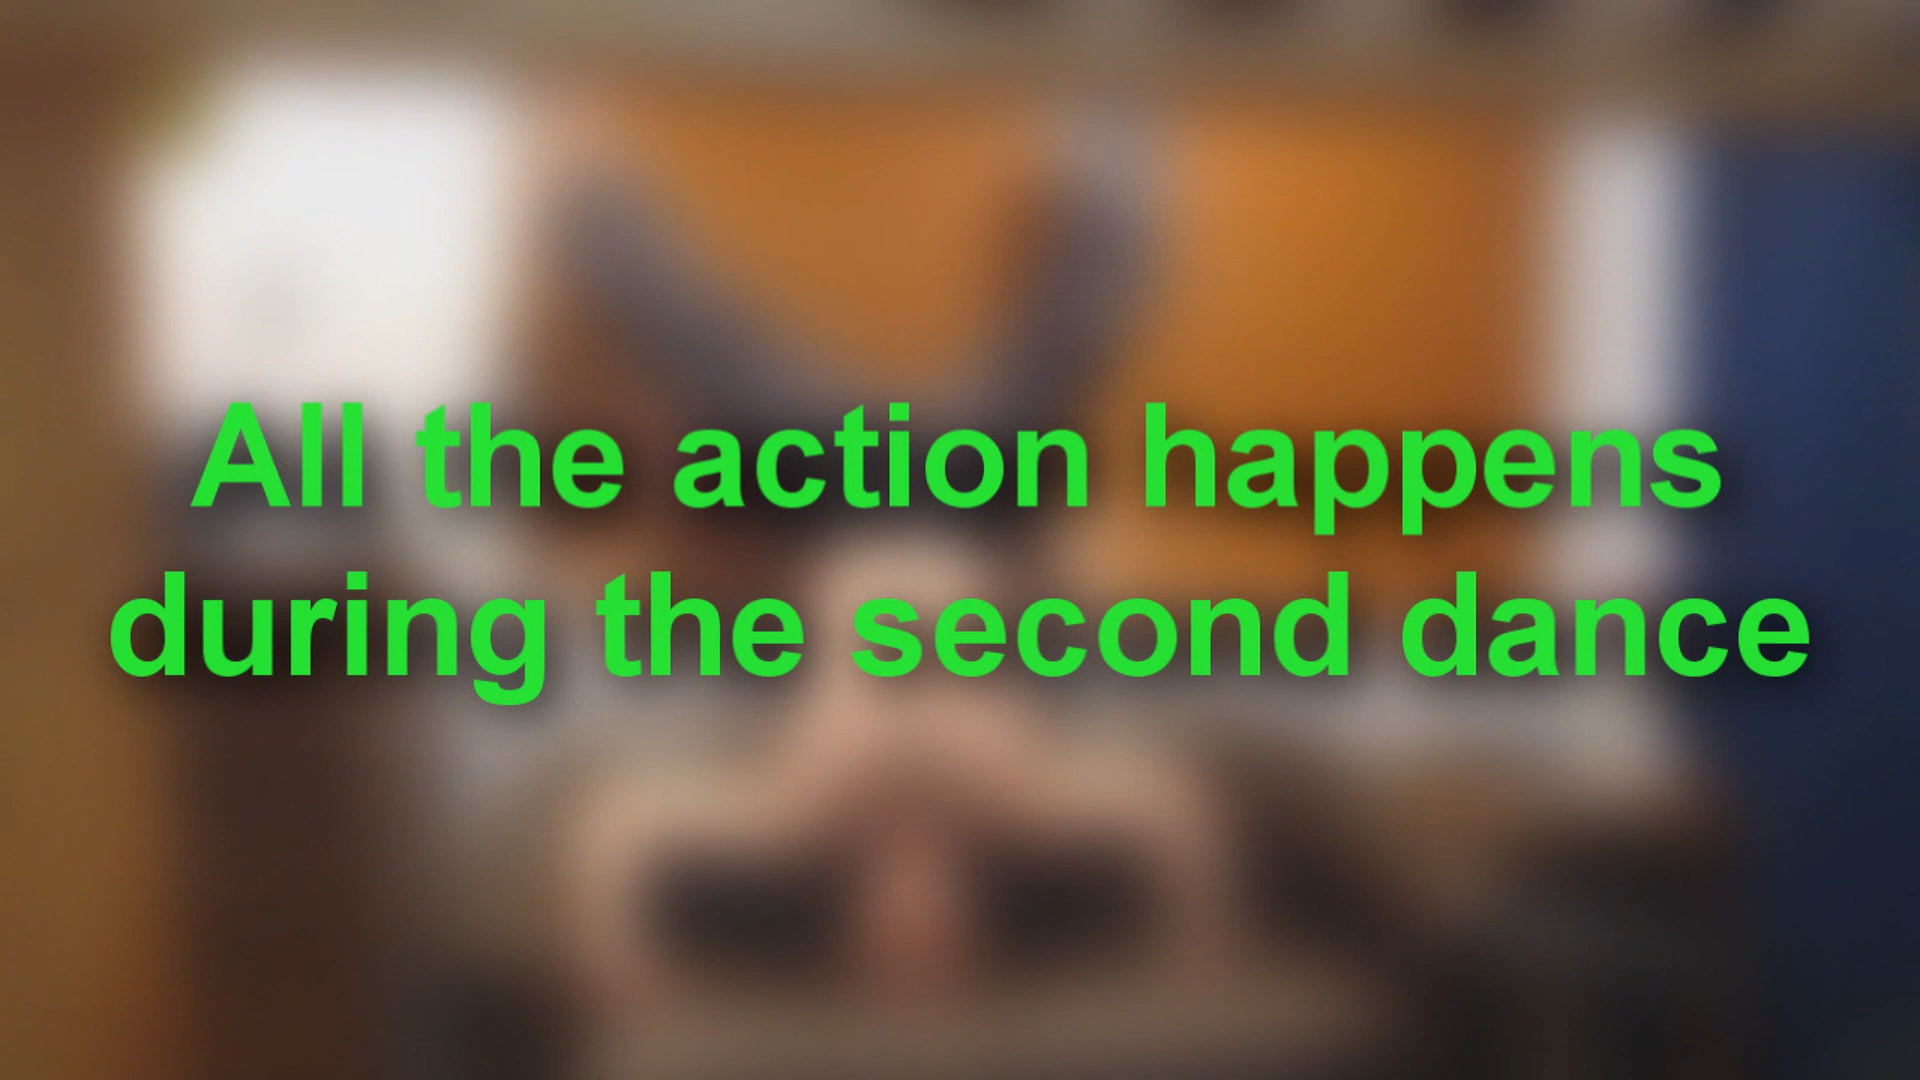 All the action happens
during the second dance